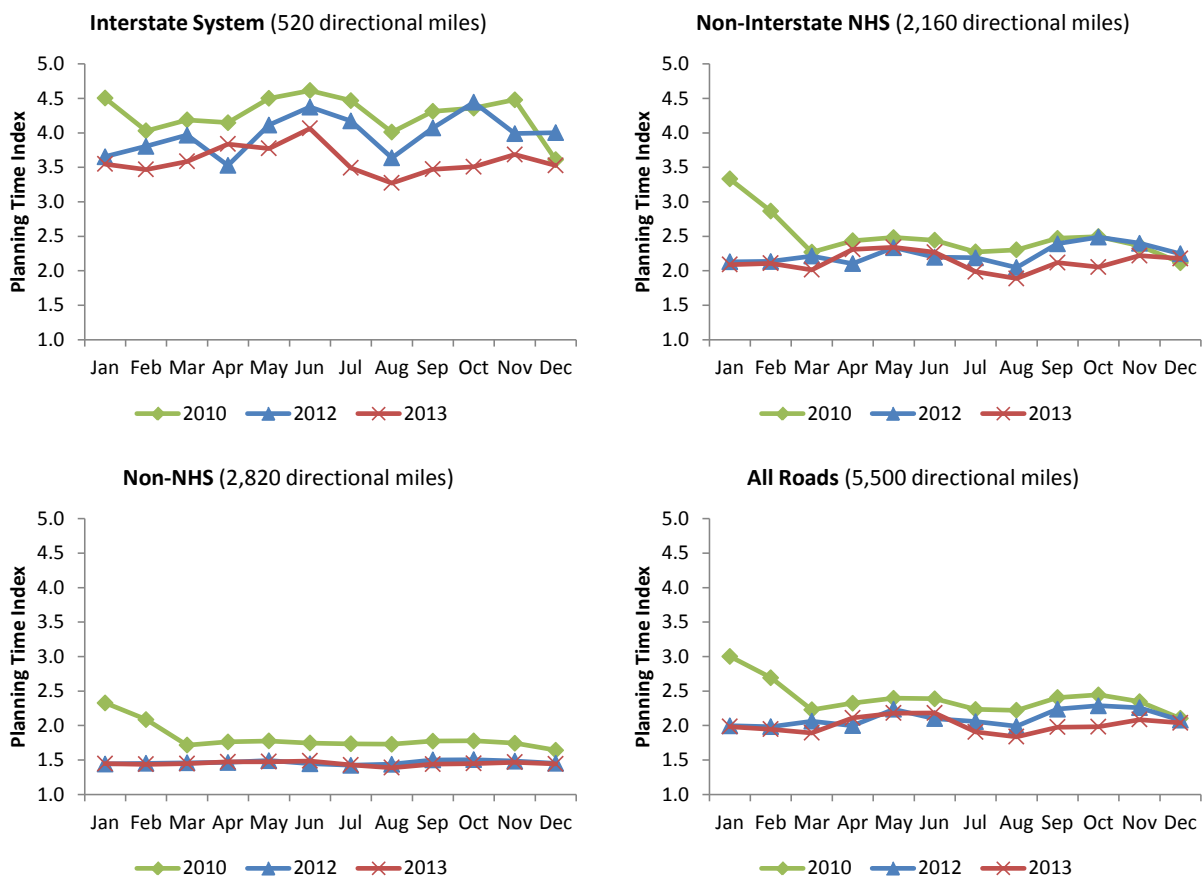 Interstate System (520 directional miles)
Planning Time Index
5.0
4.5
4.0
3.5
3.0
2.5
2.0
1.5
1.0
Jan Feb Mar Apr May Jun Jul Aug Sep Oct Nov Dec
2010 2012 2013
Non-Interstate NHS (2,160 directional miles)
Planning Time Index
5.0
4.5
4.0
3.5
3.0
2.5
2.0
1.5
1.0
Jan Feb Mar Apr May Jun Jul Aug Sep Oct Nov Dec
2010 2012 2013
Non-NHS (2,820 directional miles)
Planning Time Index
5.0
4.5
4.0
3.5
3.0
2.5
2.0
1.5
1.0
Jan Feb Mar Apr May Jun Jul Aug Sep Oct Nov Dec
2010 2012 2013
All Roads (5,500 directional miles)
Planning Time Index
5.0
4.5
4.0
3.5
3.0
2.5
2.0
1.5
1.0
Jan Feb Mar Apr May Jun Jul Aug Sep Oct Nov Dec
2010 2012 2013